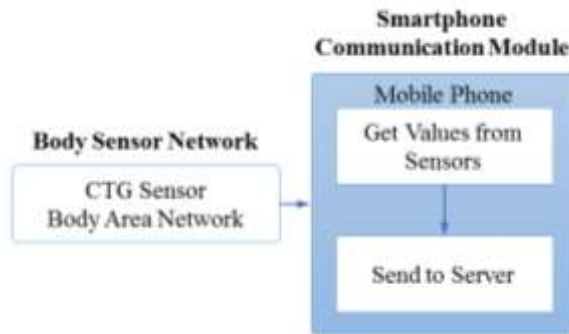 Smartphone
Communication Module
Mobile Phone
Get Values from
Sensors
Body Sensor Network
CTG Sensor
Body Area Network
Send to Server